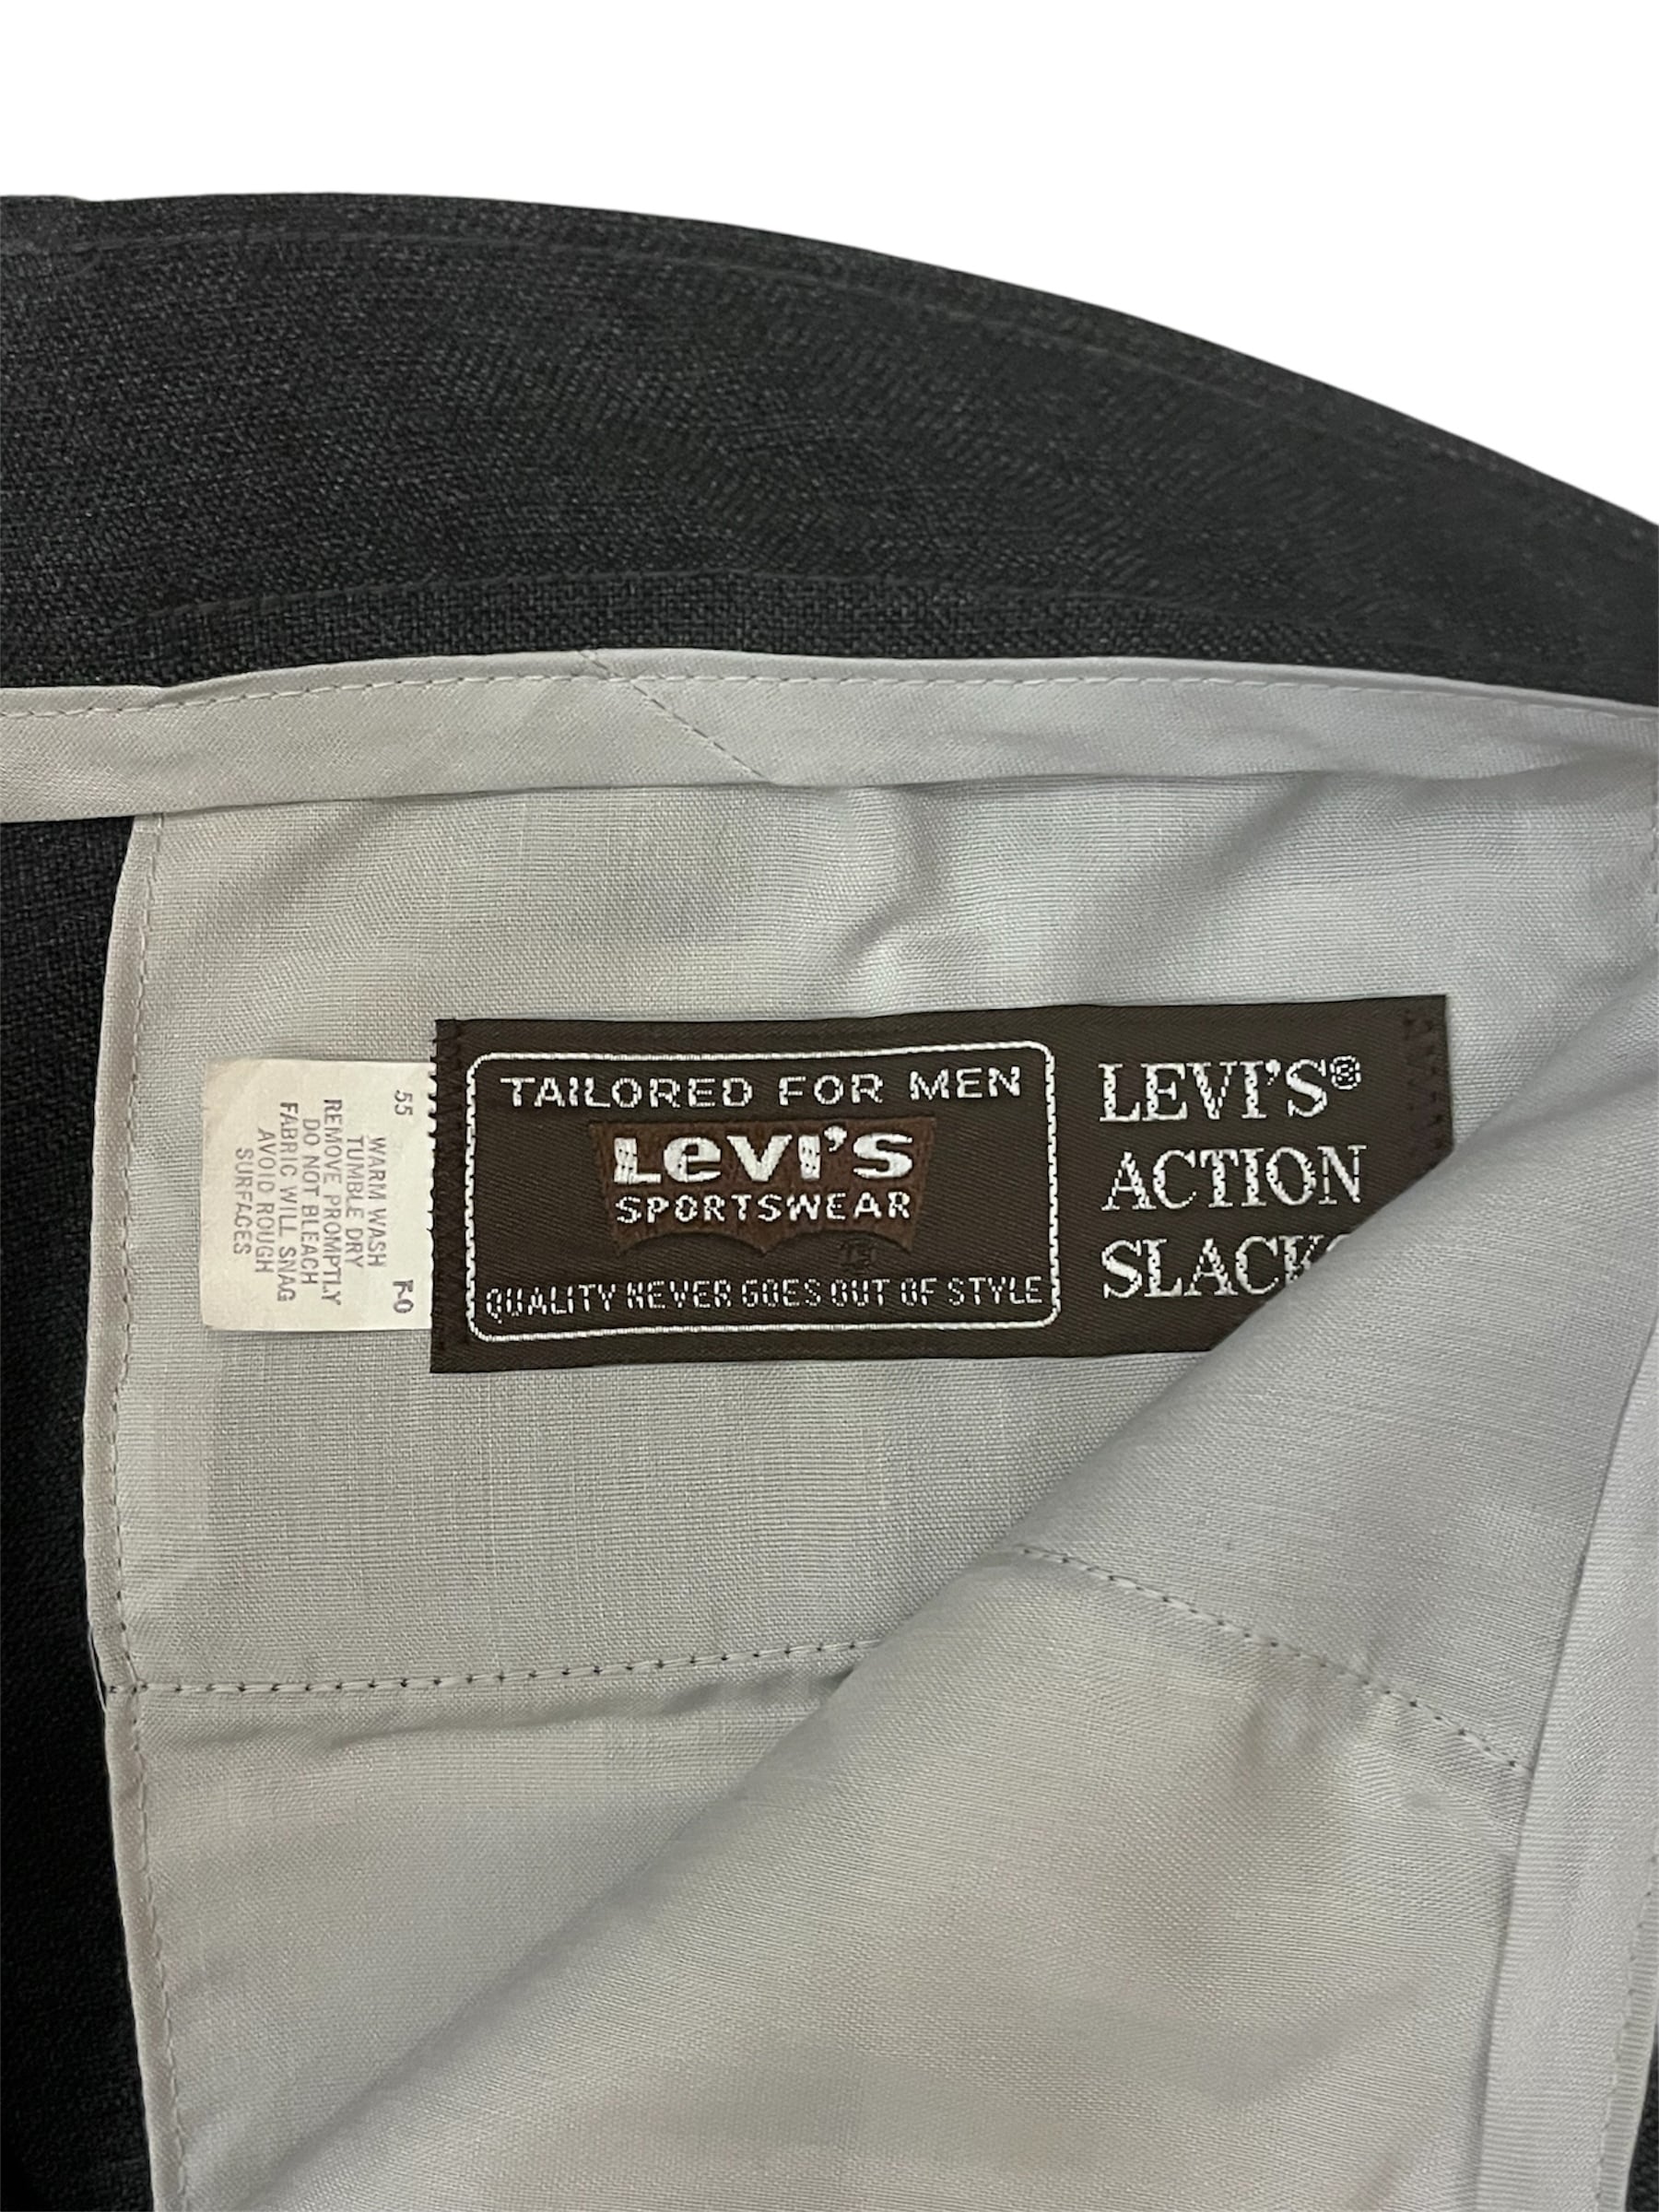 TAILORED FOR MEN
LEVI'S
SPORTSWEAR
®
QUALITY NEVER GOES OUT OF STYLE
LEVI'S®
ACTION
SLACKS
55
WARM WASH
TUMBLE DRY
REMOVE PROMPTLY
DO NOT BLEACH
FABRIC WILL SNAG
AVOID ROUGH
SURFACES